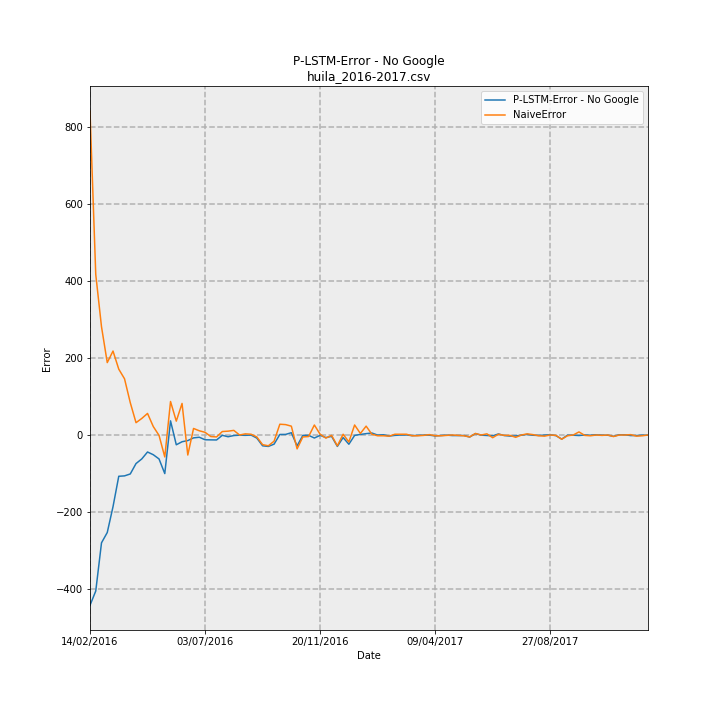 P-LSTM-Error - No Google
huila_2016-2017.csv
P-LSTM-Error - No Google
NaiveError
800
600
400
200
0
−200
−400
Error
14/02/2016
03/07/2016
20/11/2016
09/04/2017
27/08/2017
Date